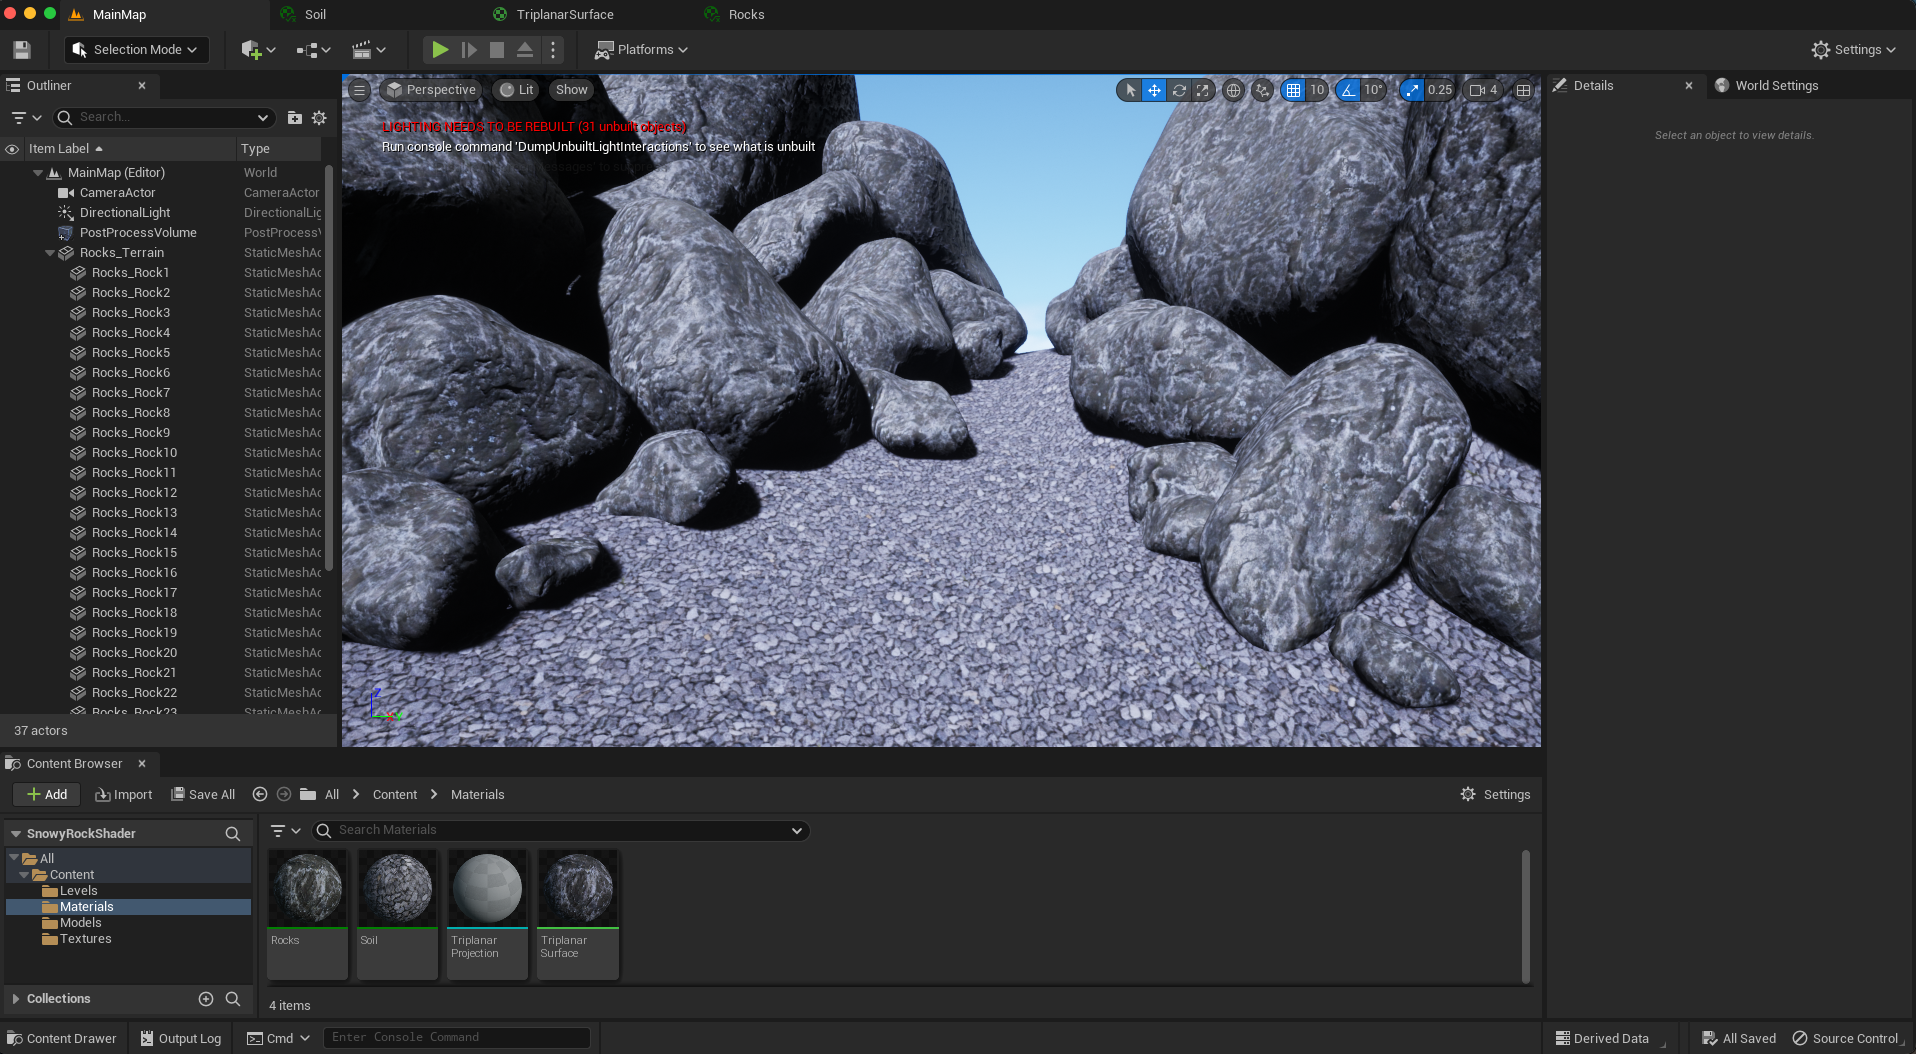 MainMap
Soil
TriplanarSurface
Rocks
Selection Mode
Platforms
Settings
Outliner
Search...
Item Label
Type
MainMap (Editor)
World
CameraActor
CameraActor
DirectionalLight
DirectionalLig
PostProcessVolume
PostProcessV
Rocks_Terrain
StaticMeshAc
Rocks_Rock1
StaticMeshAc
Rocks_Rock2
StaticMeshAc
Rocks_Rock3
StaticMeshAc
Rocks_Rock4
StaticMeshAc
Rocks_Rock5
StaticMeshAc
Rocks_Rock6
StaticMeshAc
Rocks_Rock7
StaticMeshAc
Rocks_Rock8
StaticMeshAc
Rocks_Rock9
StaticMeshAc
Rocks_Rock10
StaticMeshAc
Rocks_Rock11
StaticMeshAc
Rocks_Rock12
StaticMeshAc
Rocks_Rock13
StaticMeshAc
Rocks_Rock14
StaticMeshAc
Rocks_Rock15
StaticMeshAc
Rocks_Rock16
StaticMeshAc
Rocks_Rock17
StaticMeshAc
Rocks_Rock18
StaticMeshAc
Rocks_Rock19
StaticMeshAc
Rocks_Rock20
StaticMeshAc
Rocks_Rock21
StaticMeshAc
Rocks_Rock22
StaticMeshAc
Rocks_Rock23
StaticMeshAc
37 actors
Perspective
Lit
Show
10
10°
0.25
4
LIGHTING NEEDS TO BE REBUILT (31 unbuilt objects)
Run console command 'DumpUnbuiltLightInteractions' to see what is unbuilt
Z
Y
Details
World Settings
Select an object to view details.
Content Browser
Add
Import
Save All
All
Content
Materials
Settings
SnowyRockShader
All
Content
Levels
Materials
Models
Textures
Collections
Search Materials
Rocks
Soil
Triplanar
Projection
Triplanar
Surface
4 items
Content Drawer
Output Log
Cmd
Enter Console Command
Derived Data
All Saved
Source Control